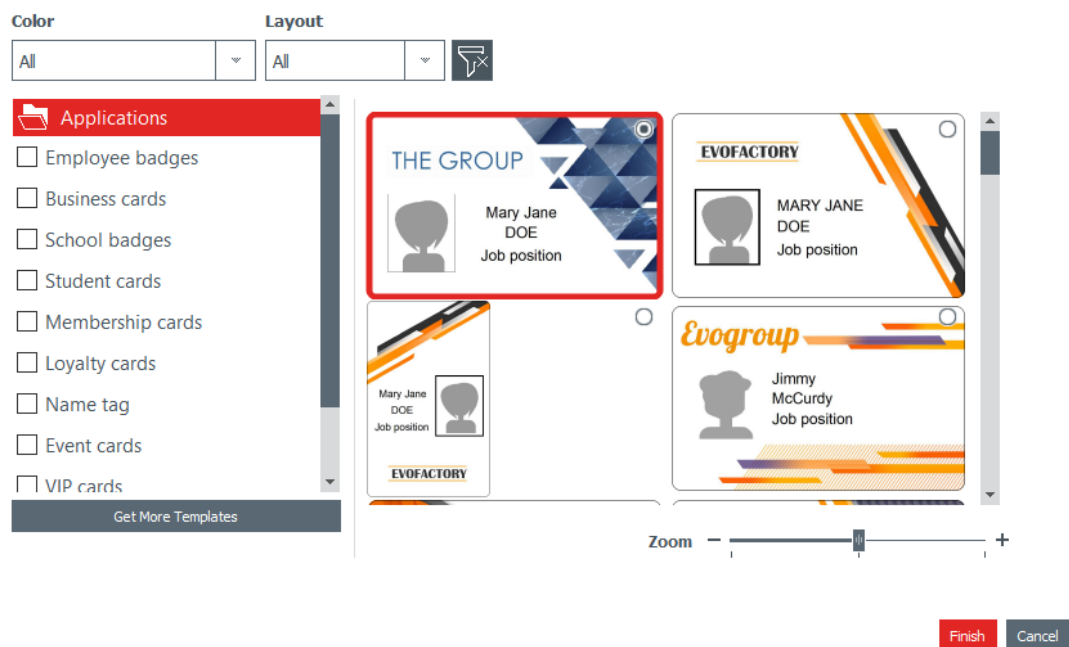 Color
Layout
All
All
Applications
Employee badges
Business cards
School badges
Student cards
Membership cards
Loyalty cards
Name tag
Event cards
VIP cards
Get More Templates
THE GROUP
Mary Jane
DOE
Job position
EVOFACTORY
MARY JANE
DOE
Job position
Mary Jane
DOE
Job position
EVOFACTORY
Evogroup
Jimmy
McCurdy
Job position
Zoom
Finish
Cancel